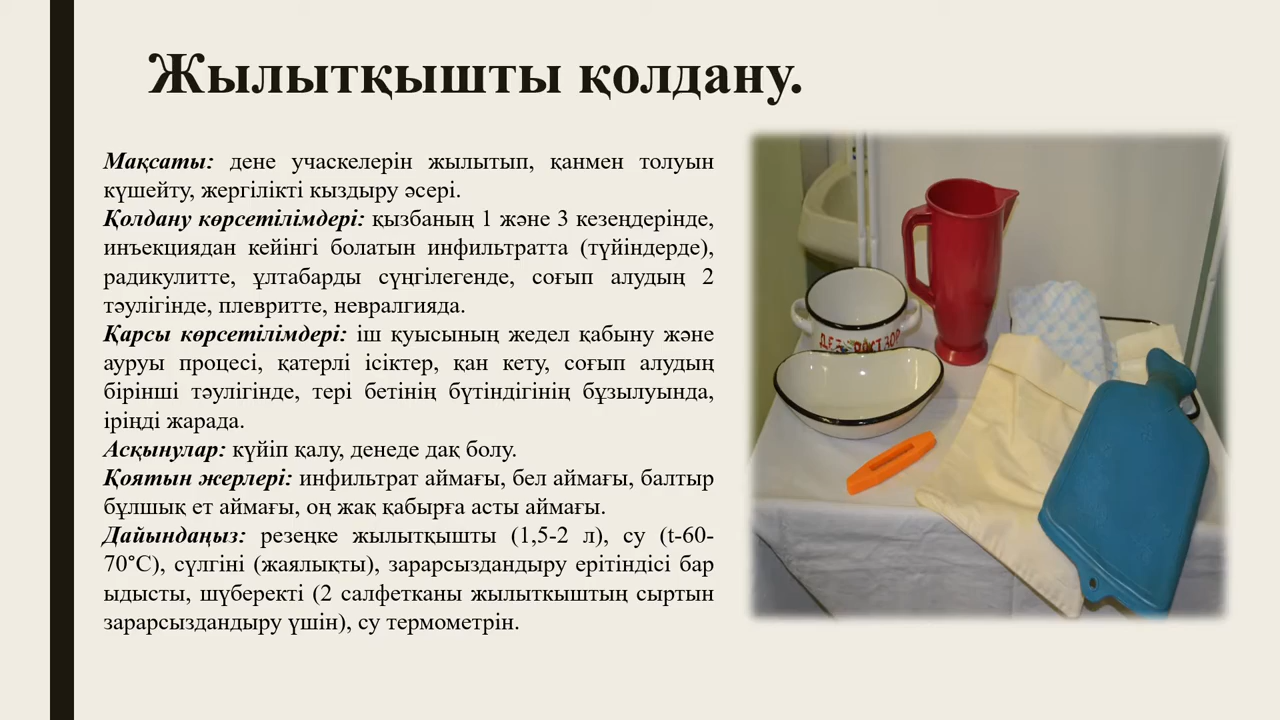 Жылытқышты қолдану.
Мақсаты: дене учаскелерін жылытып, қанмен толуын
күшейту, жергілікті кыздыру әсері.
Қолдану көрсетілімдері: қызбаның 1 және 3 кезеңдерінде,
инъекциядан кейінгі болатын инфильтратта (түйіндерде),
радикулитте, ұлтабарды сүңгілегенде, соғып алудың 2
тәулігінде, плевритте, невралгияда.
Қарсы көрсетілімдері: іш қуысының жедел қабыну және
ауруы процесі, қатерлі ісіктер, қан кету, соғып алудың
бірінші тәулігінде, тері бетінің бүтіндігінің бұзылуында,
іріңді жарада.
Асқынулар: күйіп қалу, денеде дақ болу.
Қоятын жерлері: инфильтрат аймағы, бел аймағы, балтыр
бұлшық ет аймағы, оң жақ қабырға асты аймағы.
Дайындаңыз: резеңке жылытқышты (1,5-2 л), су (t-60-
70°С), сүлгіні (жаялықты), зарарсыздандыру ерітіндісі бар
ыдысты, шүберекті (2 салфетканы жылыткыштың сыртын
зарарсыздандыру үшін), су термометрін.